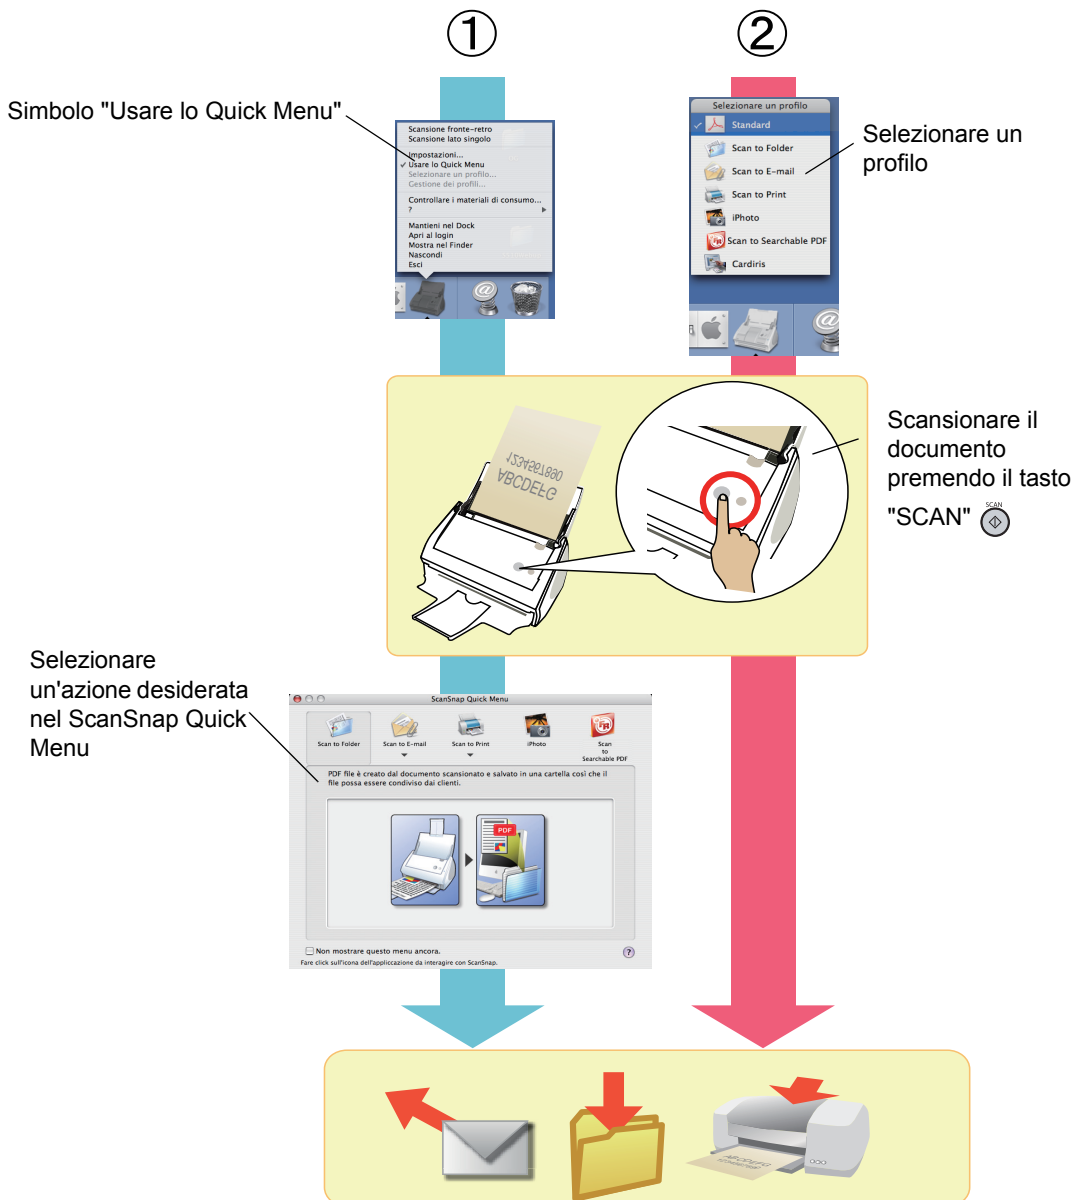 ①
②
Simbolo "Usare lo Quick Menu"
Scansione fronte-retro
Scansione lato singolo
Impostazioni...
✓ Usare lo Quick Menu
Selezionare un profilo...
Gestione dei profili...
Controllare i materiali di consumo...
?
Mantieni nel Dock
Apri al login
Mostra nel Finder
Nascondi
Esci
Selezionare un profilo
✓ Standard
Scan to Folder
Scan to E-mail
Scan to Print
iPhoto
Scan to Searchable PDF
Cardiris
Selezionare un
profilo
ABCDEFG
1234567890
Scansionare il
documento
premendo il tasto
"SCAN"
SCAN
Selezionare
un'azione desiderata
nel ScanSnap Quick
Menu
ScanSnap Quick Menu
Scan to Folder
Scan to E-mail
Scan to Print
iPhoto
Scan
to
Searchable PDF
PDF file è creato dal documento scansionato e salvato in una cartella così che il
file possa essere condiviso dai clienti.
PDF
Non mostrare questo menu ancora.
?
Fare click sull'icona dell'appliccazione da interagire con ScanSnap.
ABCDEFG
1234567890